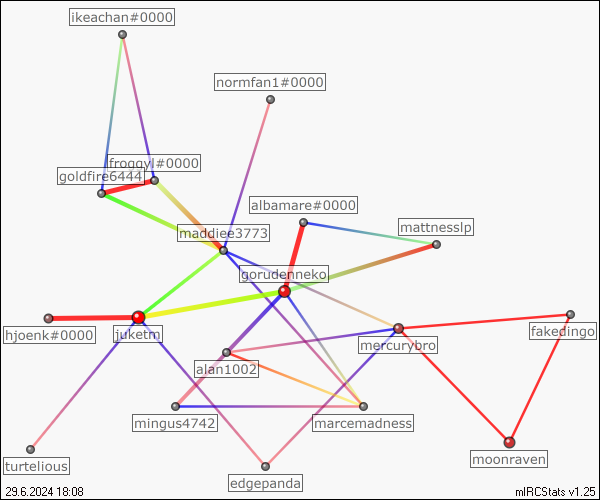 ikeachan#0000
normfan1#0000
froggyl#0000
goldfire6444
albamare#0000
mattnesslp
maddiee3773
gorudenneko
hjoenk#0000
juketm
mercurybro
fakedingo
alan1002
mingus4742
marcemadness
moonraven
turtelious
edgepanda
29.6.2024 18:08
mIRCStats v1.25